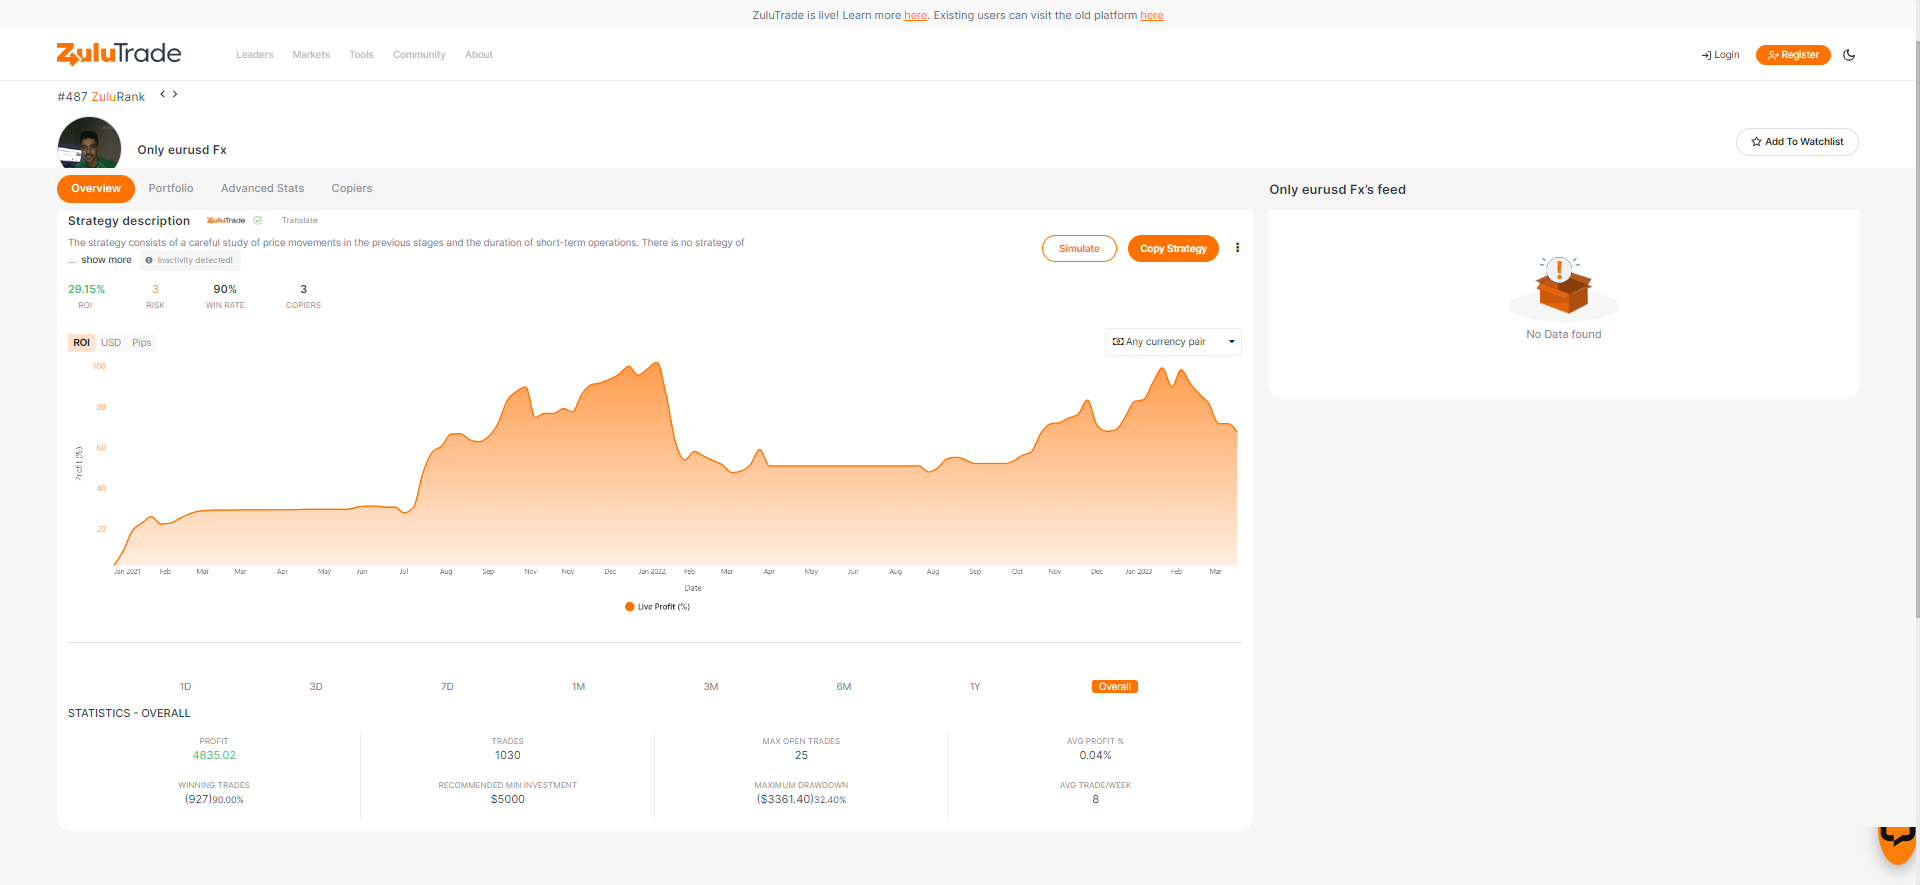 ZuluTrade is live! Learn more here. Existing users can visit the old platform here
ZuluTrade
Leaders Markets Tools Community About
Login Register
#487 ZuluRank
Only eurusd Fx
Add To Watchlist
Overview Portfolio Advanced Stats Copiers
Only eurusd Fx's feed
Strategy description ZuluTrade Translate
The strategy consists of a careful study of price movements in the previous stages and the duration of short-term operations. There is no strategy of
... show more Inactivity detected!
Simulate Copy Strategy
29.15% 3 90% 3
ROI RISK WIN RATE COPIERS
No Data found
ROI USD Pips
Any currency pair
100
80
60
40
20
Profit (%)
Jan 2021 Feb Mar Mar Apr May Jun Jul Aug Sep Nov Nov Dec Jan 2022 Feb Mar Apr May Jun Aug Aug Sep Oct Nov Dec Jan 2023 Feb Mar
Date
Live Profit (%)
1D 3D 7D 1M 3M 6M 1Y Overall
STATISTICS - OVERALL
PROFIT TRADES MAX OPEN TRADES AVG PROFIT %
4835.02 1030 25 0.04%
WINNING TRADES RECOMMENDED MIN INVESTMENT MAXIMUM DRAWDOWN AVG TRADE/WEEK
(927)90.00% $5000 ($3361.40)32.40% 8